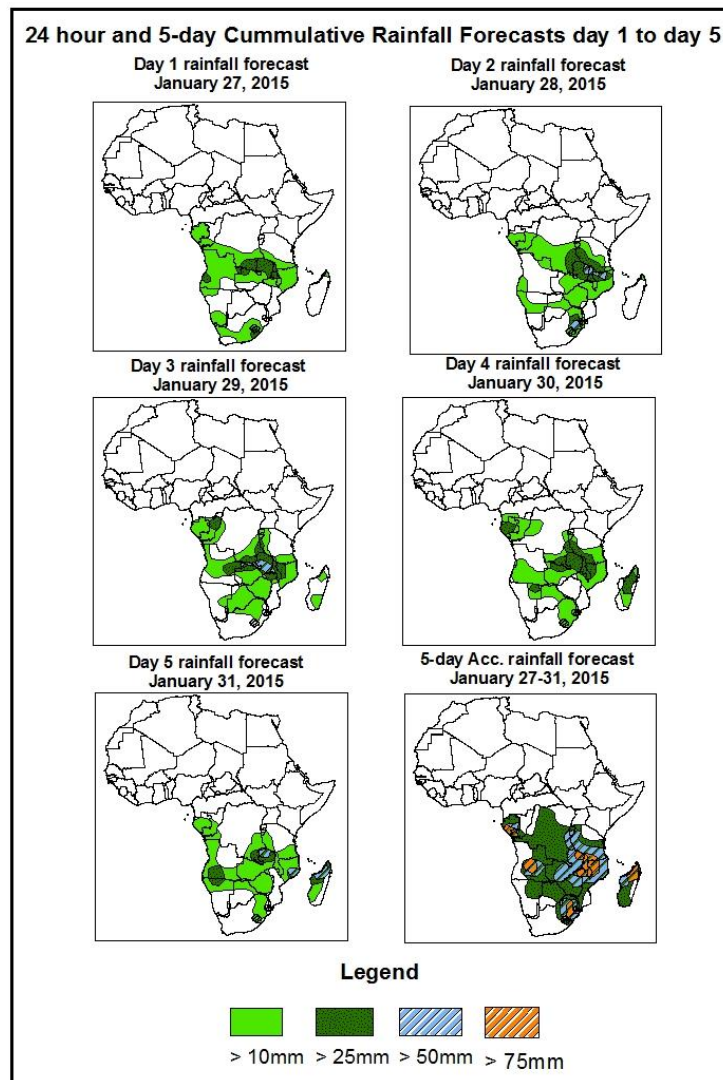 24 hour and 5-day Cummulative Rainfall Forecasts day 1 to day 5
Day 1 rainfall forecast
January 27, 2015
Day 2 rainfall forecast
January 28, 2015
Day 3 rainfall forecast
January 29, 2015
Day 4 rainfall forecast
January 30, 2015
Day 5 rainfall forecast
January 31, 2015
5-day Acc. rainfall forecast
January 27-31, 2015
Legend
> 10mm > 25mm > 50mm > 75mm